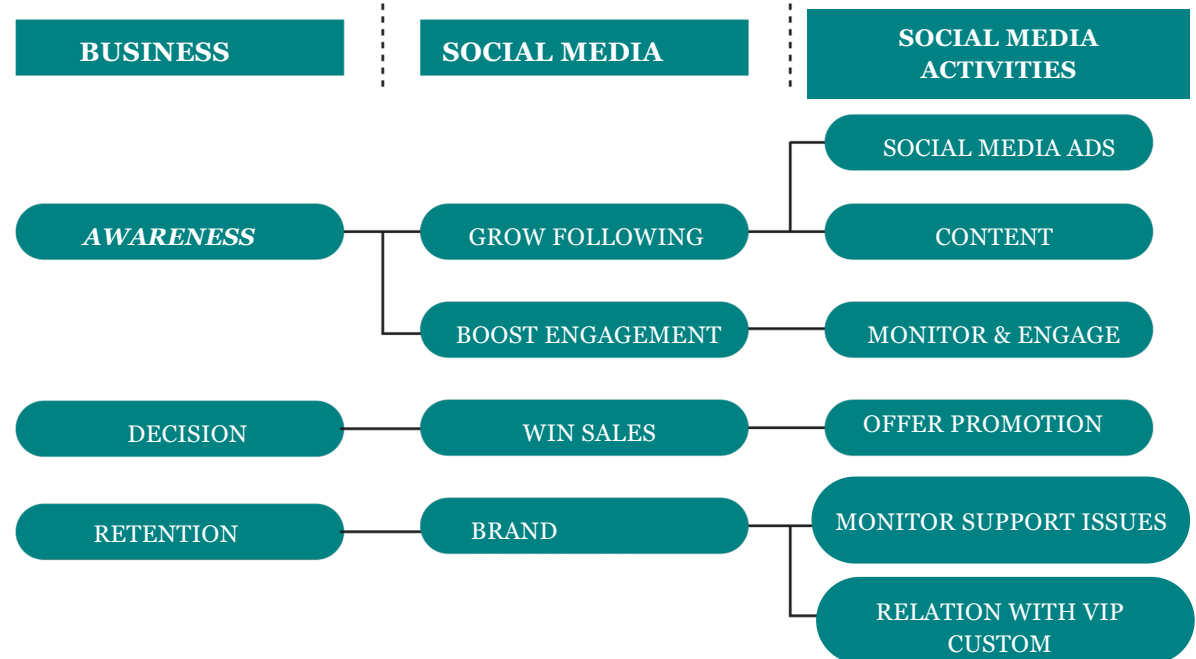 BUSINESS
SOCIAL MEDIA
SOCIAL MEDIA
ACTIVITIES
SOCIAL MEDIA ADS
AWARENESS
GROW FOLLOWING
CONTENT
BOOST ENGAGEMENT
MONITOR & ENGAGE
DECISION
WIN SALES
OFFER PROMOTION
RETENTION
BRAND
MONITOR SUPPORT ISSUES
RELATION WITH VIP
CUSTOM